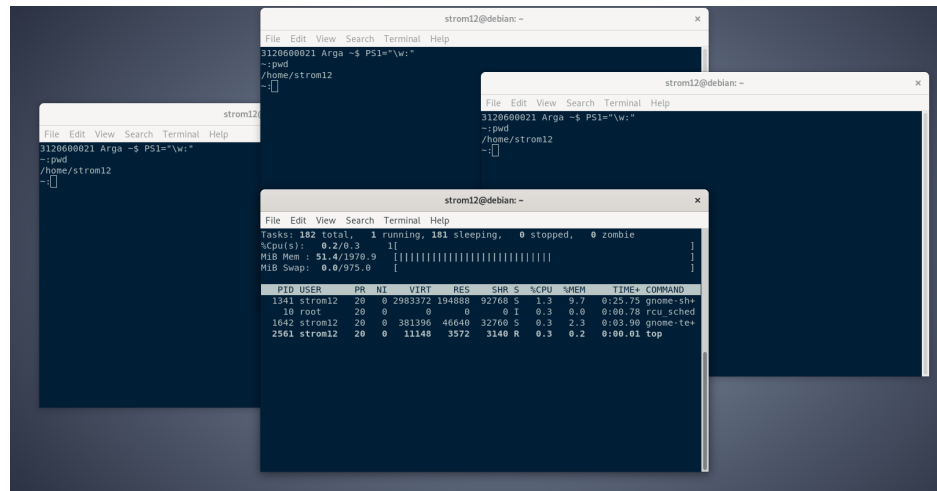 strom12@debian: ~ ×
File Edit View Search Terminal Help
3120600021 Arga ~$ PS1="\w:"
~:pwd
/home/strom12
~:
strom12@debian: ~ ×
File Edit View Search Terminal Help
3120600021 Arga ~$ PS1="\w:"
~:pwd
/home/strom12
~:
strom12@
File Edit View Search Terminal Help
3120600021 Arga ~$ PS1="\w:"
~:pwd
/home/strom12
~:
strom12@debian: ~ ×
File Edit View Search Terminal Help
Tasks: 182 total, 1 running, 181 sleeping, 0 stopped, 0 zombie
%Cpu(s): 0.2/0.3 1[ ]
MiB Mem : 51.4/1970.9 [||||||||||||||||||||||||||||| ]
MiB Swap: 0.0/975.0 [ ]
PID USER PR NI VIRT RES SHR S %CPU %MEM TIME+ COMMAND
1341 strom12 20 0 2983372 194888 92768 S 1.3 9.7 0:25.75 gnome-sh+
10 root 20 0 0 0 0 I 0.3 0.0 0:00.78 rcu_sched
1642 strom12 20 0 381396 46640 32760 S 0.3 2.3 0:03.90 gnome-te+
2561 strom12 20 0 11148 3572 3140 R 0.3 0.2 0:00.01 top